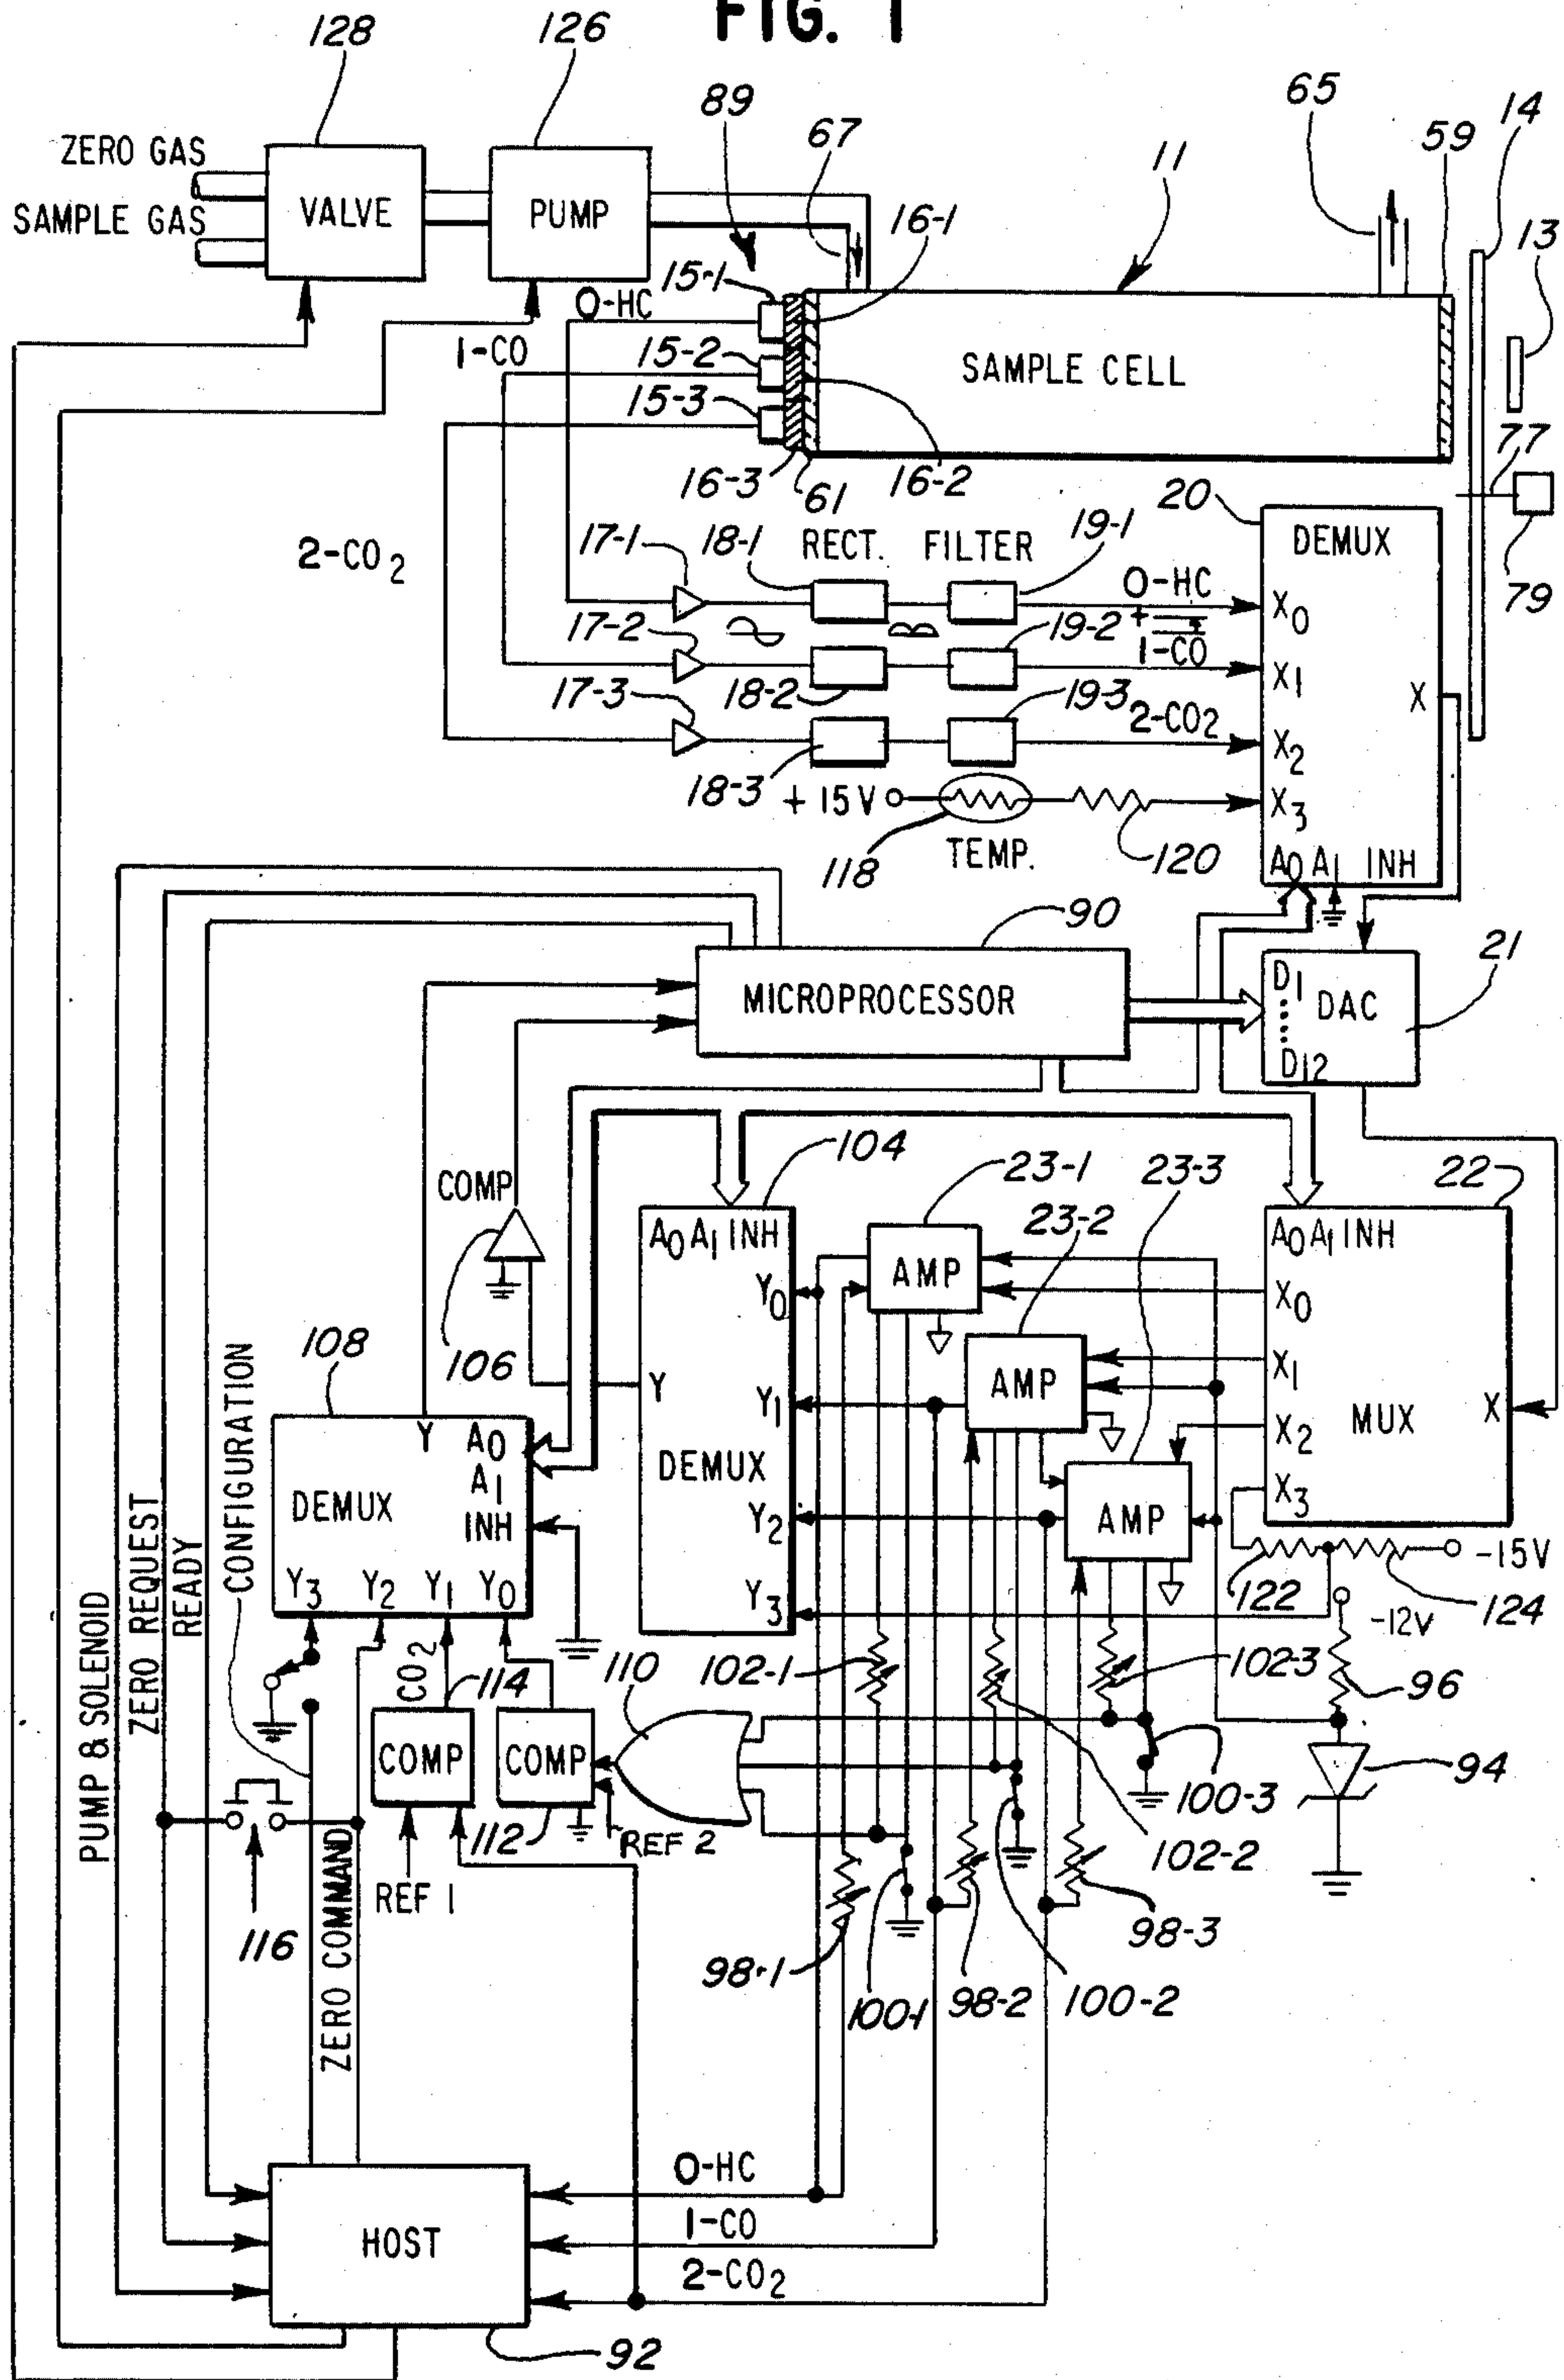 FIG. 1
128
126
89
67
11
65
59
14
13
ZERO GAS
SAMPLE GAS
VALVE
PUMP
16-1
15-1
0-HC
1-CO
15-2
15-3
SAMPLE CELL
16-3
61
16-2
77
79
20
2-CO2
17-1
18-1
RECT.
FILTER
19-1
DEMUX
0-HC
X0
17-2
19-2
+
1-CO
X1
X
17-3
18-2
19-3
2-CO2
X2
18-3
+15V
X3
118
TEMP.
120
A0 A1 INH
90
21
MICROPROCESSOR
D1
DAC
D12
104
23-1
23-3
22
COMP
23-2
A0 A1 INH
AMP
A0 A1 INH
Y0
X0
108
106
CONFIGURATION
Y
AMP
X1
Y1
MUX
X
Y
A0
X2
A1
DEMUX
DEMUX
INH
Y2
AMP
X3
-15V
Y3
Y2
Y1
Y0
122
124
Y3
-12V
PUMP & SOLENOID
ZERO REQUEST
READY
CO2
114
110
102-1
102-3
96
COMP
COMP
94
100-3
112
REF 2
102-2
REF 1
116
ZERO COMMAND
98-1
100-1
98-2
98-3
100-2
0-HC
1-CO
HOST
2-CO2
92